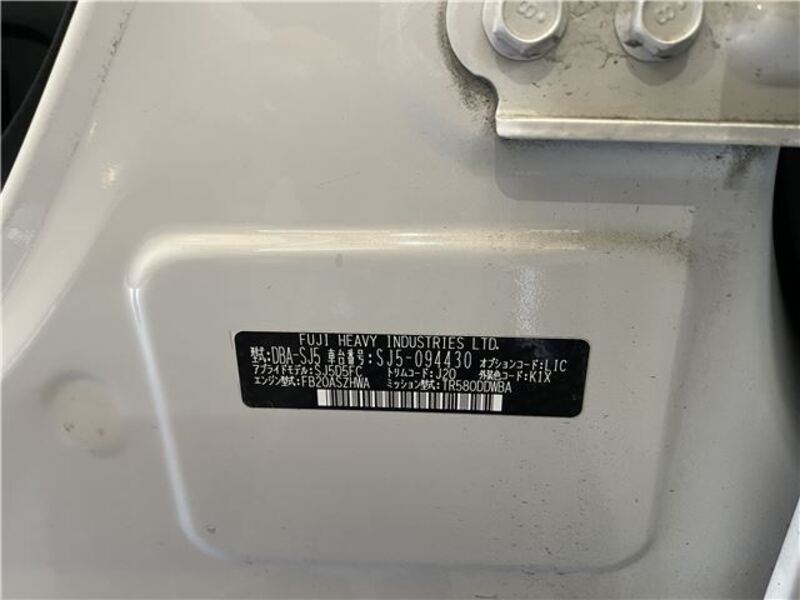 FUJI HEAVY INDUSTRIES LTD.
型式:DBA-SJ5 車台番号:SJ5-094430 オプションコード:L1C
アプライドモデル:SJ5D5FC トリムコード:J20 外装色コード:K1X
エンジン型式:FB20ASZHWA ミッション型式:TR580DDWBA